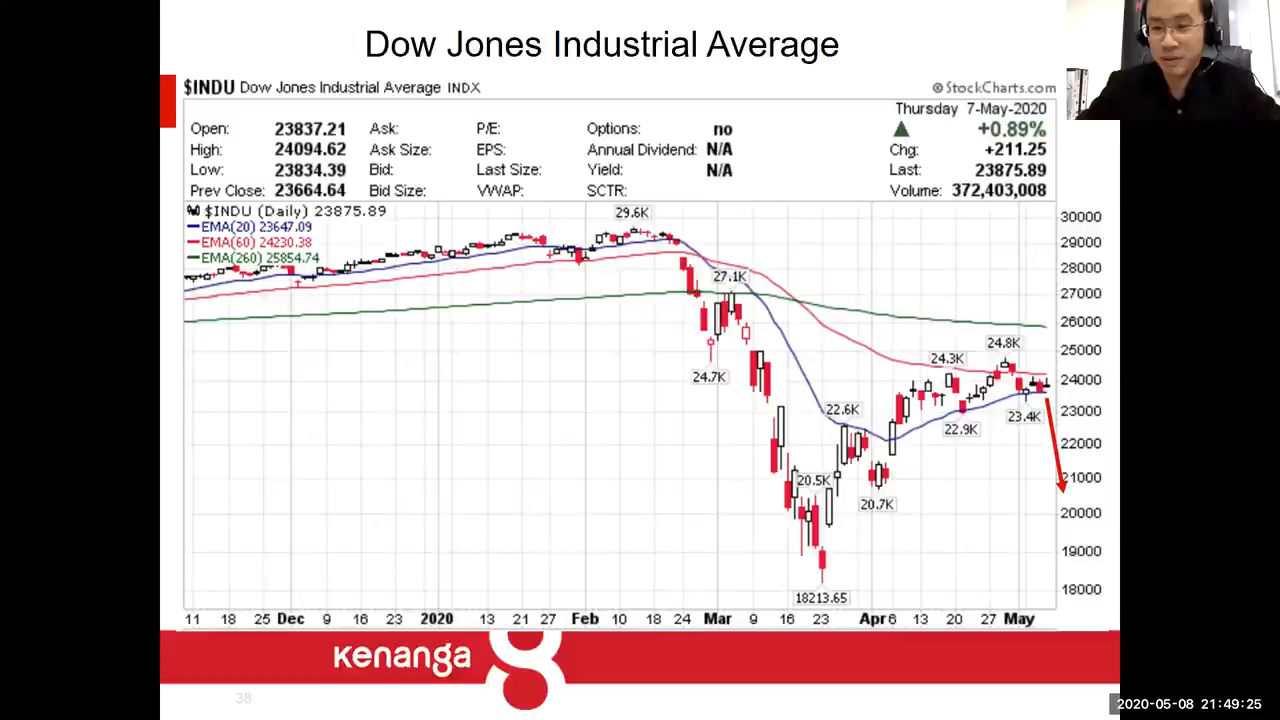 Dow Jones Industrial Average
$INDU Dow Jones Industrial Average INDX
© StockCharts.com
Thursday 7-May-2020
Open: 23837.21 Ask: P/E: Options: no +0.89%
High: 24094.62 Ask Size: EPS: Annual Dividend: N/A Chg: +211.25
Low: 23834.39 Bid: Last Size: Yield: N/A Last: 23875.89
Prev Close: 23664.64 Bid Size: VWAP: SCTR: Volume: 372,403,008
$INDU (Daily) 23875.89
EMA(20) 23647.09
EMA(60) 24230.38
EMA(260) 25854.74
29.6K
27.1K
24.7K
20.5K
18213.65
22.6K
20.7K
24.3K
22.9K
24.8K
23.4K
30000
29000
28000
27000
26000
25000
24000
23000
22000
21000
20000
19000
18000
11 18 25 Dec 9 16 23 2020 13 21 27 Feb 10 18 24 Mar 9 16 23 Apr 6 13 20 27 May
kenanga
38
2020-05-08 21:49:25